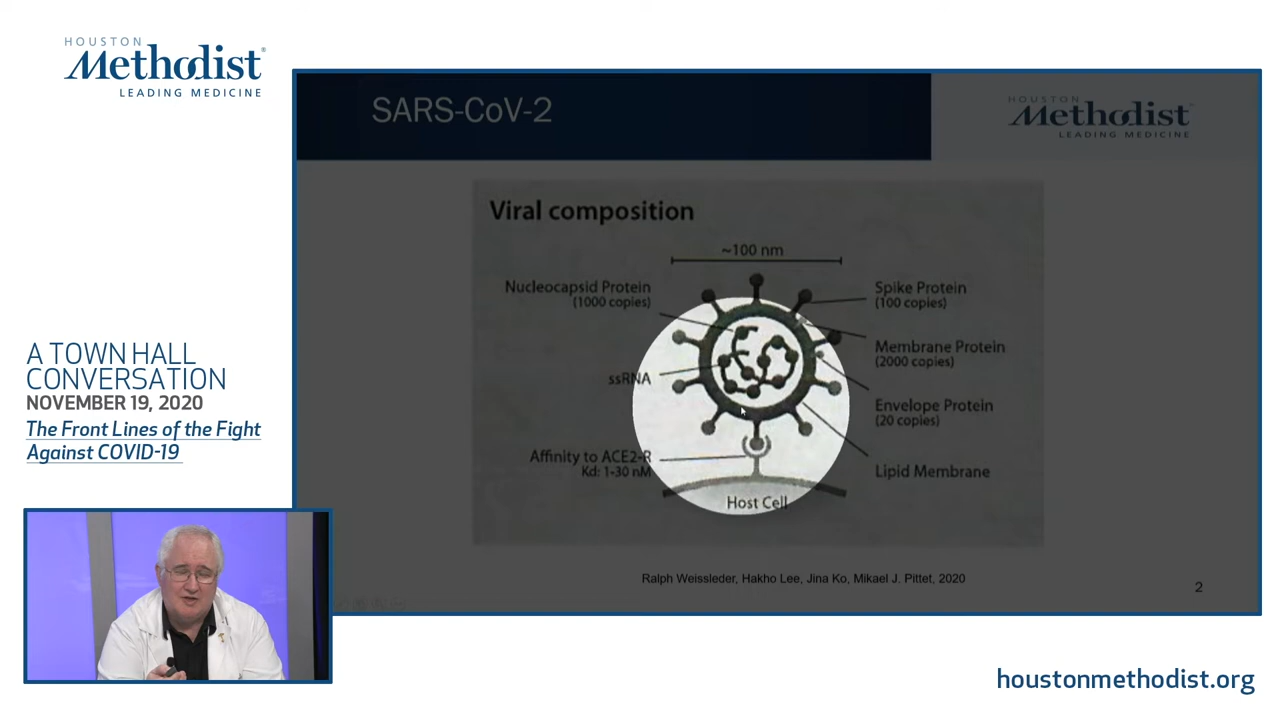 HOUSTON
Methodist
LEADING MEDICINE
SARS-CoV-2
HOUSTON
Methodist
LEADING MEDICINE
Viral composition
~100 nm
Nucleocapsid Protein
(1000 copies)
Spike Protein
(100 copies)
Membrane Protein
(2000 copies)
ssRNA
Envelope Protein
(20 copies)
Affinity to ACE2-R
Kd: 1-30 nM
Lipid Membrane
Host Cell
Ralph Weissleder, Hakho Lee, Jina Ko, Mikael J. Pittet, 2020
2
A TOWN HALL
CONVERSATION
NOVEMBER 19, 2020
The Front Lines of the Fight
Against COVID-19
houstonmethodist.org